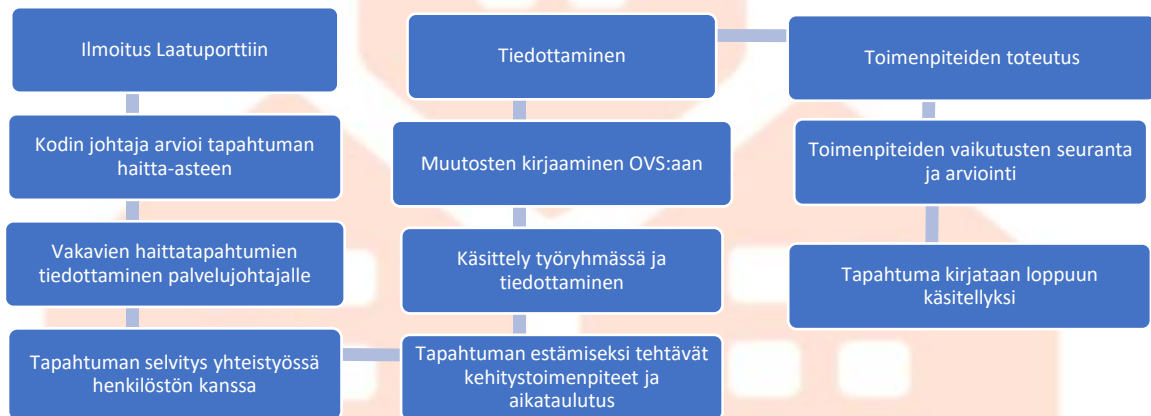 Ilmoitus Laatuporttiin
Kodin johtaja arvioi tapahtuman
haitta-asteen
Vakavien haittatapahtumien
tiedottaminen palvelujohtajalle
Tapahtuman selvitys yhteistyössä
henkilöstön kanssa
Tapahtuman estämiseksi tehtävät
kehitystoimenpiteet ja
aikataulutus
Käsittely työryhmässä ja
tiedottaminen
Muutosten kirjaaminen OVS:aan
Tiedottaminen
Toimenpiteiden toteutus
Toimenpiteiden vaikutusten seuranta
ja arviointi
Tapahtuma kirjataan loppuun
käsitellyksi